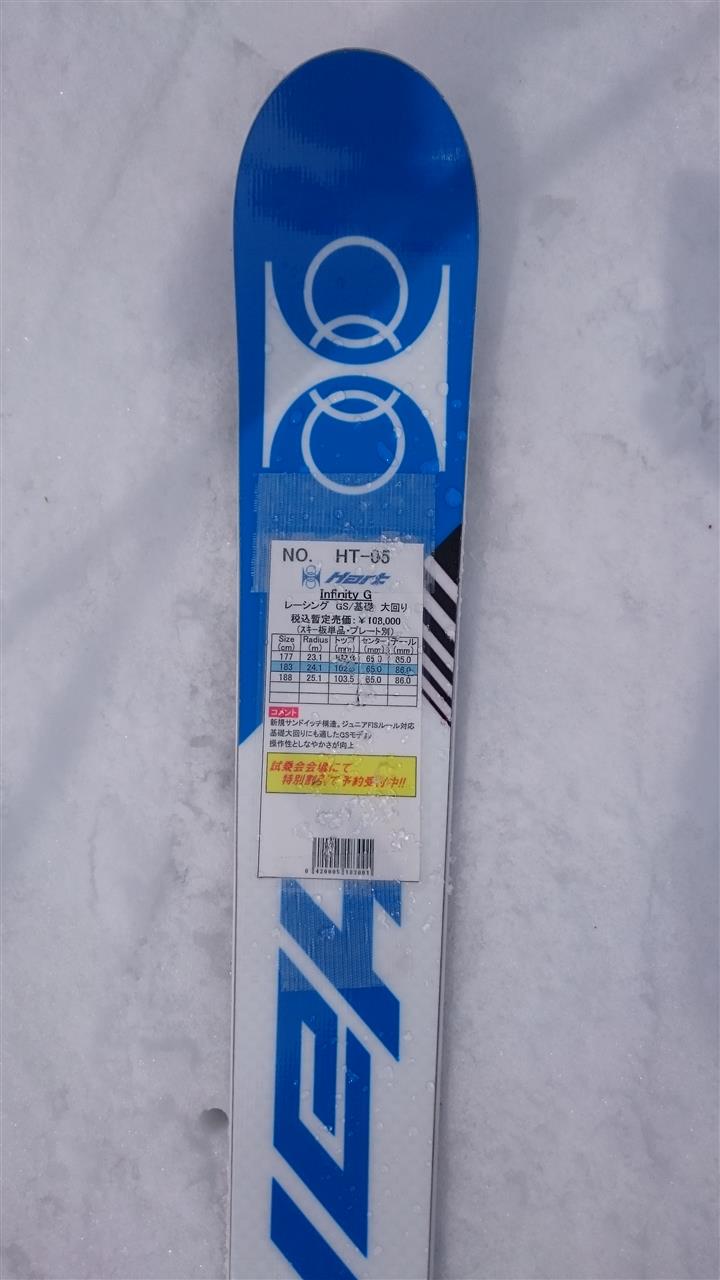 NO. HT-05
Hart
Infinity G
レーシング GS/基礎 大回り
税込暫定売価：￥108,000
(スキー板単品・プレート別)
Size (cm) Radius (m) トップ (mm) センター (mm) テール (mm)
177 23.1 65.0 85.0
183 24.1 102.5 65.0 86.0
188 25.1 103.5 65.0 86.0
コメント
新規サンドイッチ構造。ジュニアFISルール対応
基礎大回りにも適したGSモデル
操作性としなやかさが向上
試乗会会場にて
特別割引で予約受付中!!
0 420005 103001